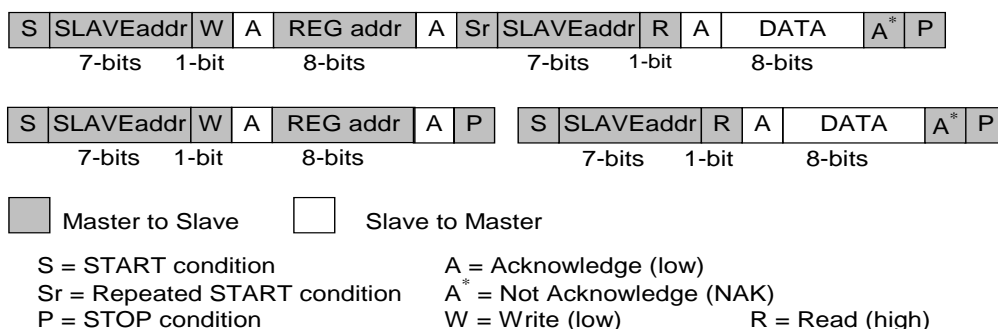 S SLAVEaddr W A REG addr A Sr SLAVEaddr R A DATA A* P
7-bits 1-bit 8-bits 7-bits 1-bit 8-bits
S SLAVEaddr W A REG addr A P S SLAVEaddr R A DATA A* P
7-bits 1-bit 8-bits 7-bits 1-bit 8-bits
Master to Slave Slave to Master
S = START condition A = Acknowledge (low)
Sr = Repeated START condition A* = Not Acknowledge (NAK)
P = STOP condition W = Write (low) R = Read (high)